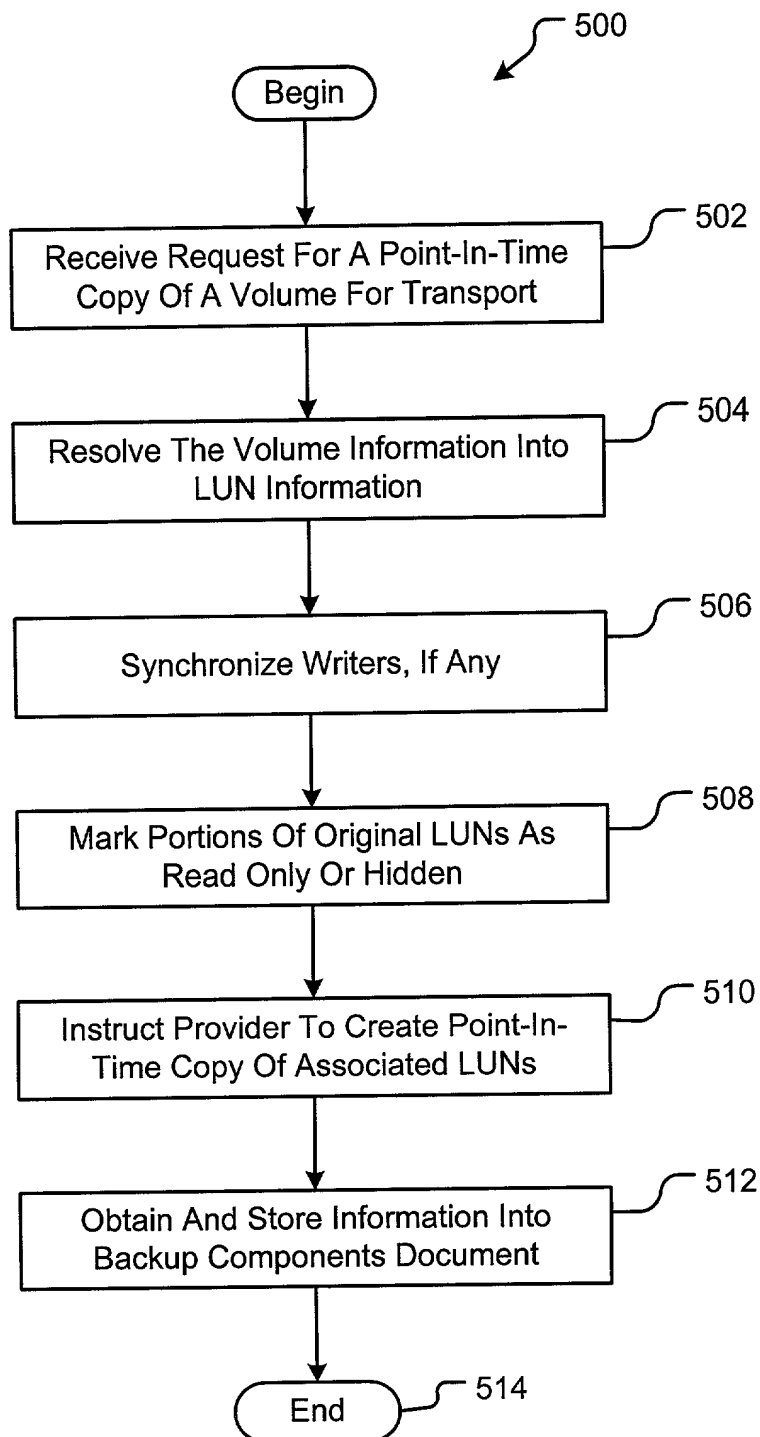 500
Begin
502
Receive Request For A Point-In-Time
Copy Of A Volume For Transport
504
Resolve The Volume Information Into
LUN Information
506
Synchronize Writers, If Any
508
Mark Portions Of Original LUNs As
Read Only Or Hidden
510
Instruct Provider To Create Point-In-
Time Copy Of Associated LUNs
512
Obtain And Store Information Into
Backup Components Document
514
End